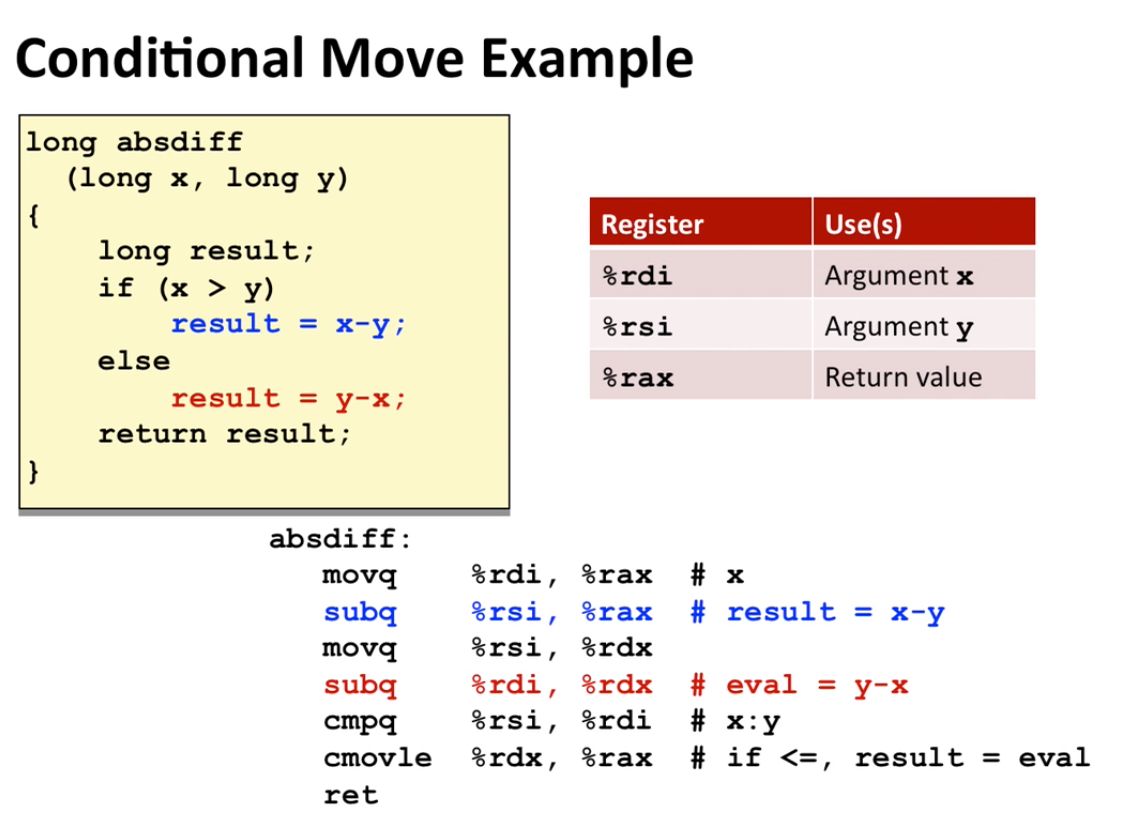 Conditional Move Example
long absdiff
(long x, long y)
{
long result;
if (x > y)
result = x-y;
else
result = y-x;
return result;
}
Register Use(s)
%rdi Argument x
%rsi Argument y
%rax Return value
absdiff:
movq %rdi, %rax # x
subq %rsi, %rax # result = x-y
movq %rsi, %rdx
subq %rdi, %rdx # eval = y-x
cmpq %rsi, %rdi # x:y
cmovle %rdx, %rax # if <=, result = eval
ret